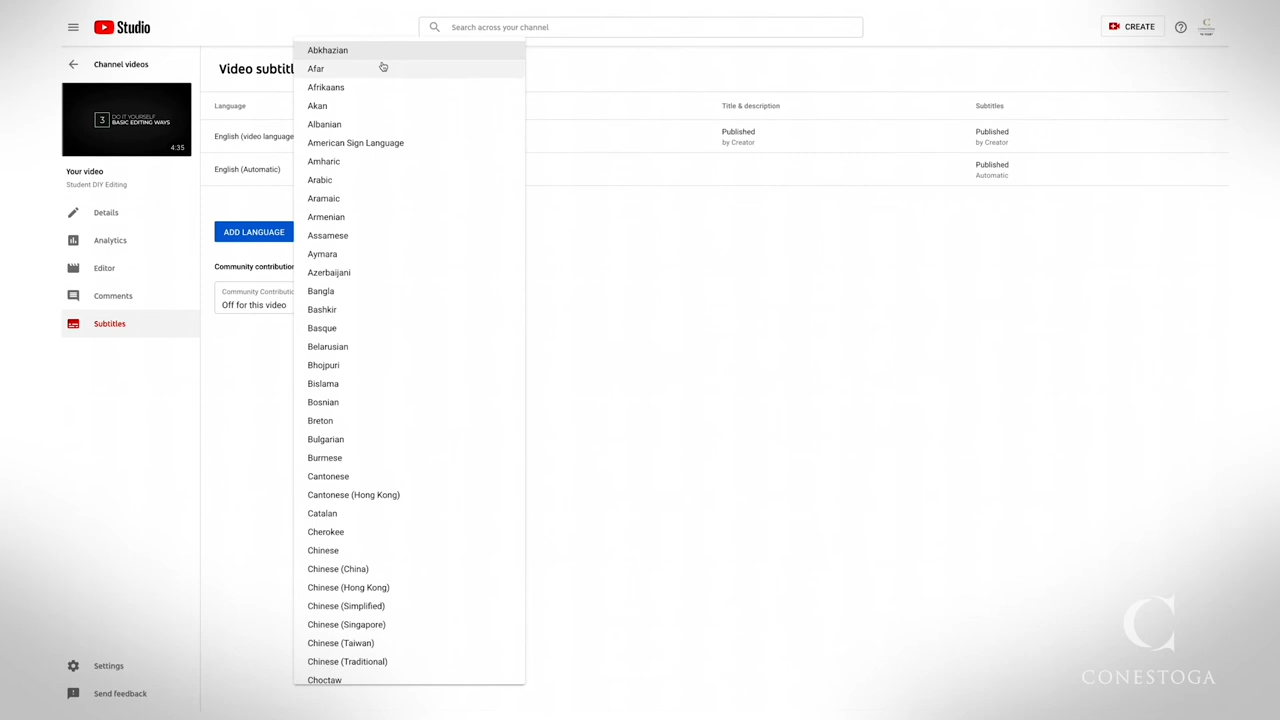 Studio
Search across your channel
CREATE
Channel videos
3 DO IT YOURSELF
BASIC EDITING WAYS
4:35
Your video
Student DIY Editing
Details
Analytics
Editor
Comments
Subtitles
Settings
Send feedback
Video subtitl
Language
Title & description
Subtitles
English (video language
Published
by Creator
Published
by Creator
English (Automatic)
Published
Automatic
ADD LANGUAGE
Community contribution
Community Contributio
Off for this video
Abkhazian
Afar
Afrikaans
Akan
Albanian
American Sign Language
Amharic
Arabic
Aramaic
Armenian
Assamese
Aymara
Azerbaijani
Bangla
Bashkir
Basque
Belarusian
Bhojpuri
Bislama
Bosnian
Breton
Bulgarian
Burmese
Cantonese
Cantonese (Hong Kong)
Catalan
Cherokee
Chinese
Chinese (China)
Chinese (Hong Kong)
Chinese (Simplified)
Chinese (Singapore)
Chinese (Taiwan)
Chinese (Traditional)
Choctaw
C
CONESTOGA